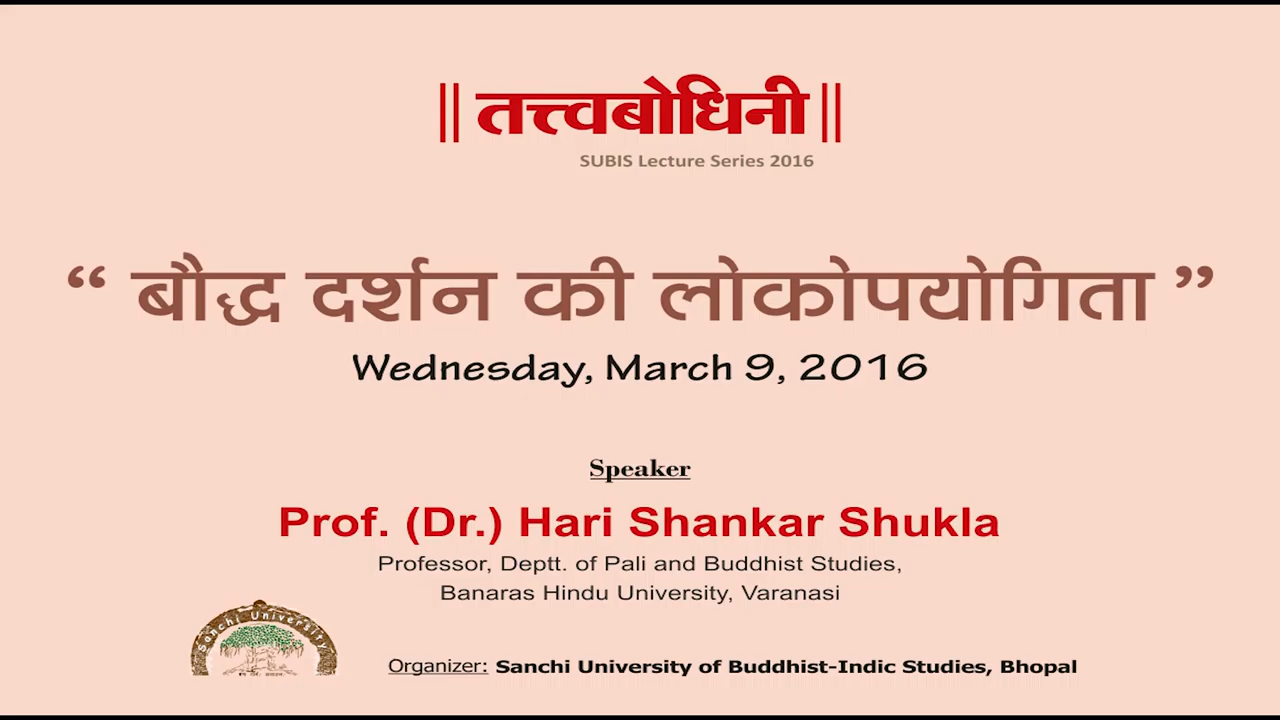 || तत्त्वबोधिनी ||
SUBIS Lecture Series 2016
“ बौद्ध दर्शन की लोकोपयोगिता ”
Wednesday, March 9, 2016
Speaker
Prof. (Dr.) Hari Shankar Shukla
Professor, Deptt. of Pali and Buddhist Studies,
Banaras Hindu University, Varanasi
Sanchi University
Organizer: Sanchi University of Buddhist-Indic Studies, Bhopal